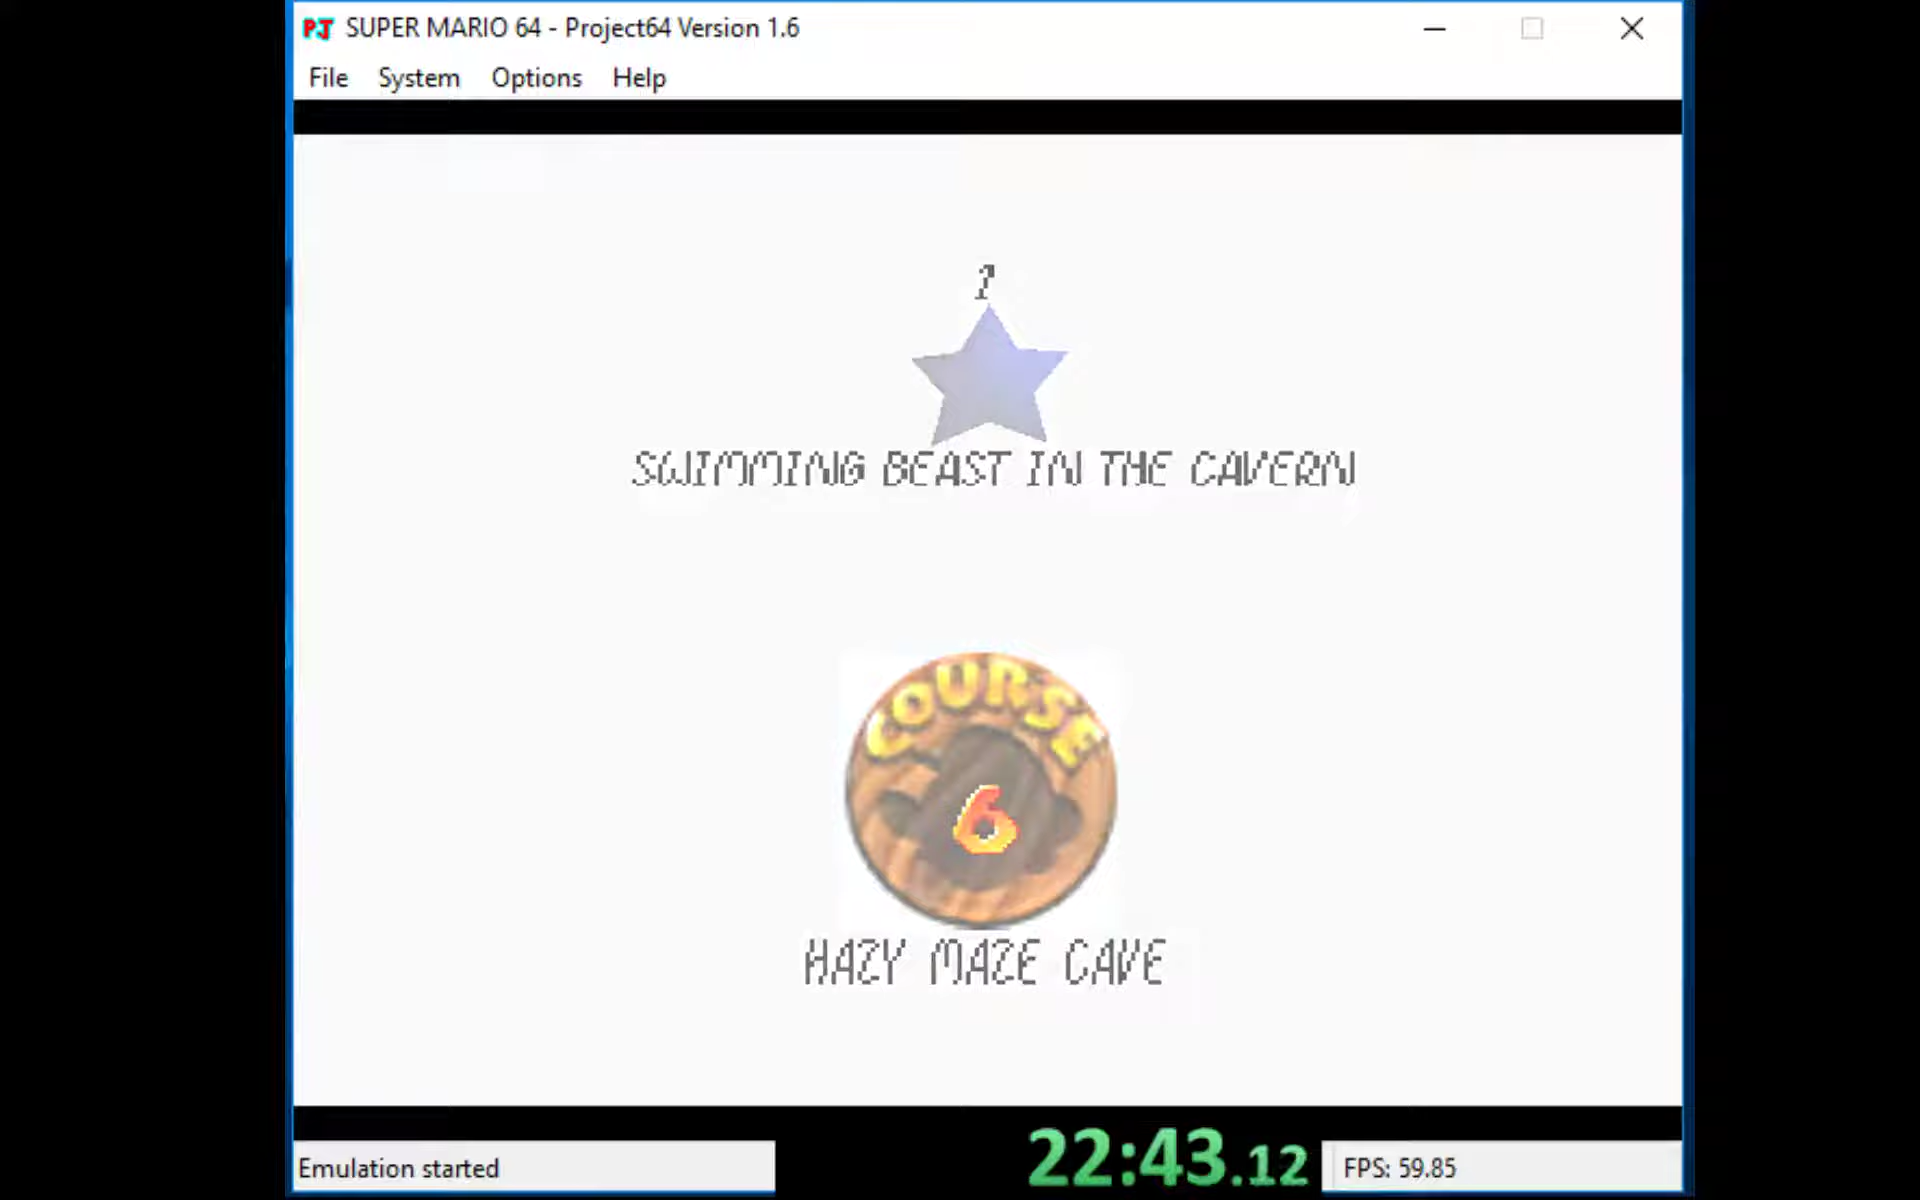 PJ SUPER MARIO 64 - Project64 Version 1.6
File System Options Help
SWIMMING BEAST IN THE CAVERN
COURSE
6
HAZY MAZE CAVE
Emulation started
22:43.12
FPS: 59.85